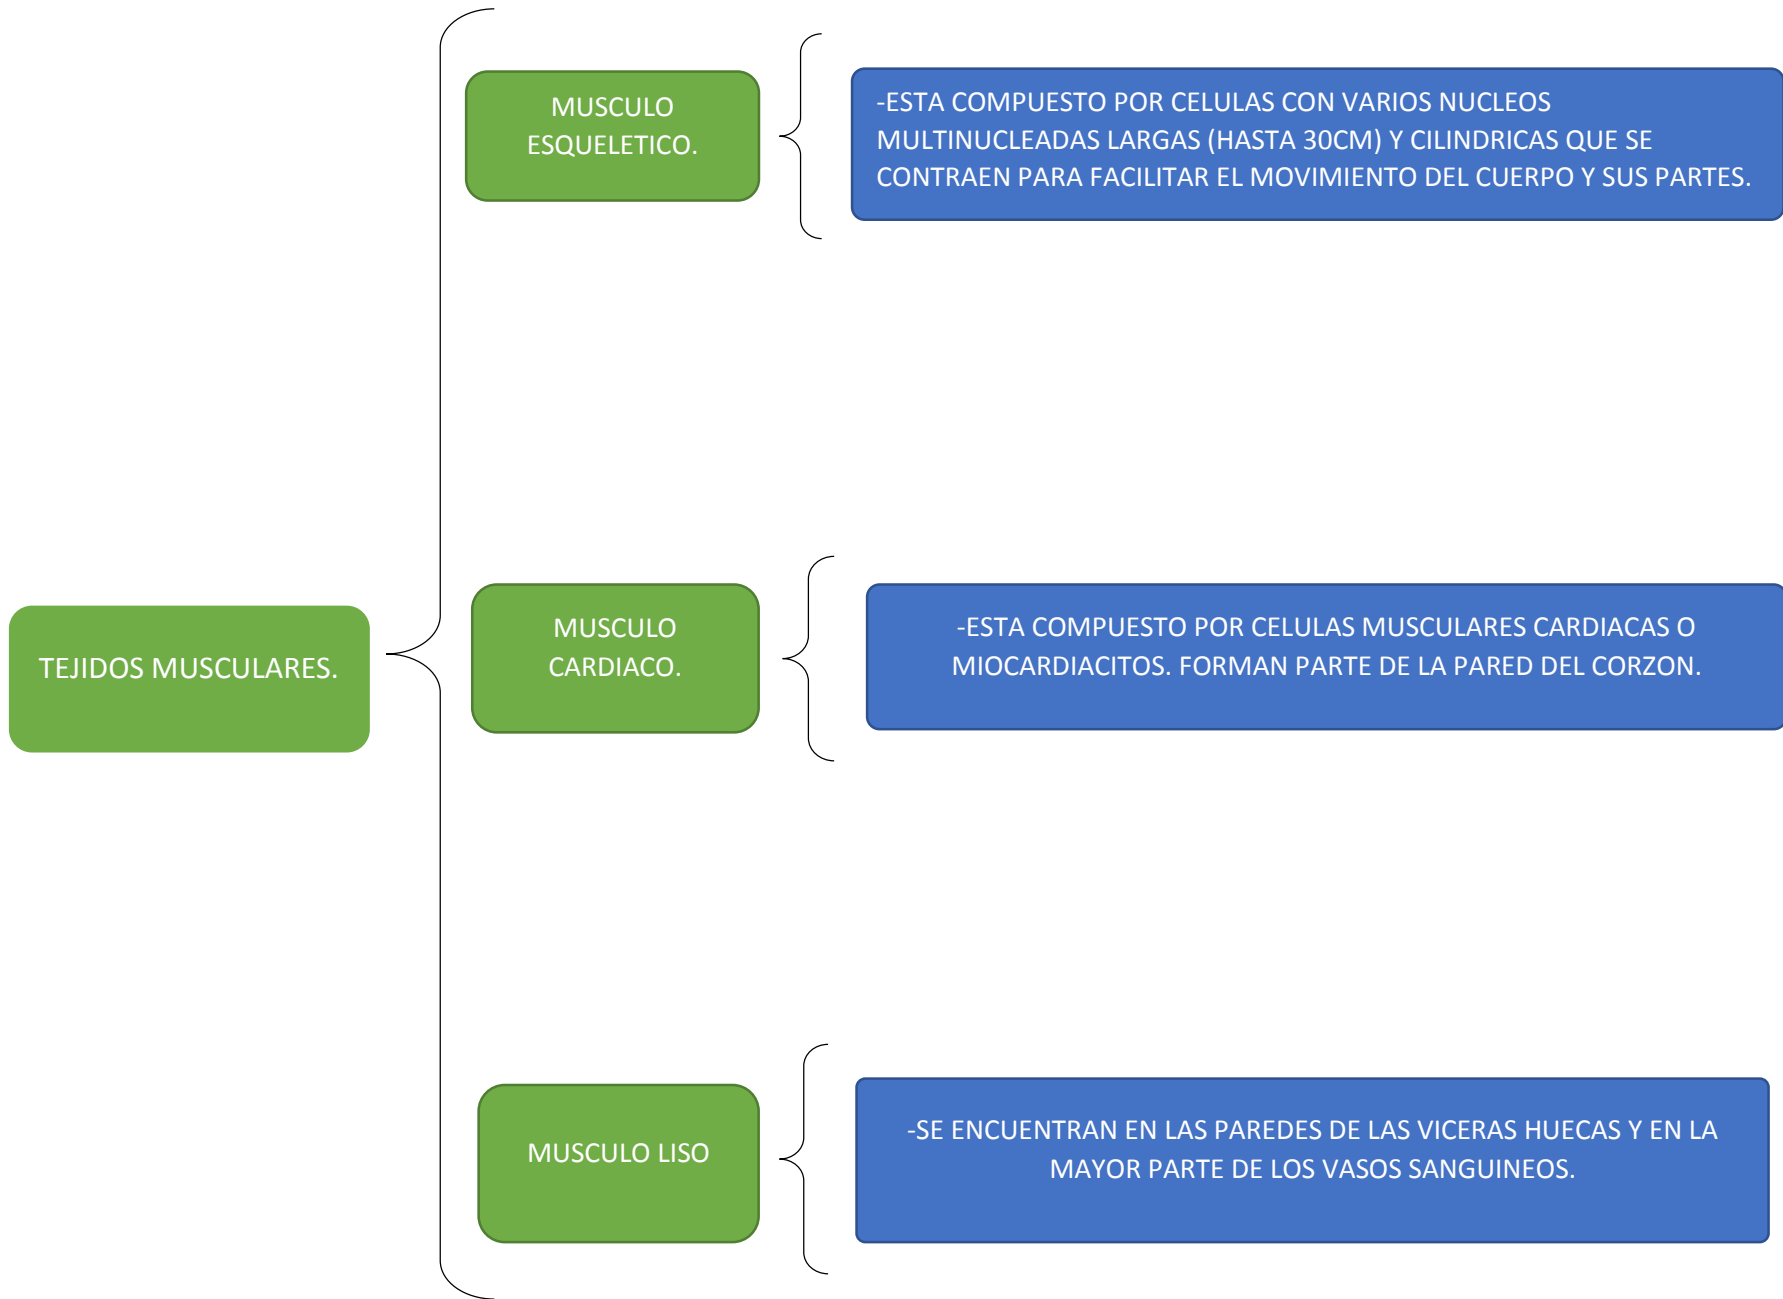 MUSCULO
ESQUELETICO.
-ESTA COMPUESTO POR CELULAS CON VARIOS NUCLEOS
MULTINUCLEADAS LARGAS (HASTA 30CM) Y CILINDRICAS QUE SE
CONTRAEN PARA FACILITAR EL MOVIMIENTO DEL CUERPO Y SUS PARTES.
TEJIDOS MUSCULARES.
MUSCULO
CARDIACO.
-ESTA COMPUESTO POR CELULAS MUSCULARES CARDIACAS O
MIOCARDIACITOS. FORMAN PARTE DE LA PARED DEL CORZON.
MUSCULO LISO
-SE ENCUENTRAN EN LAS PAREDES DE LAS VICERAS HUECAS Y EN LA
MAYOR PARTE DE LOS VASOS SANGUINEOS.